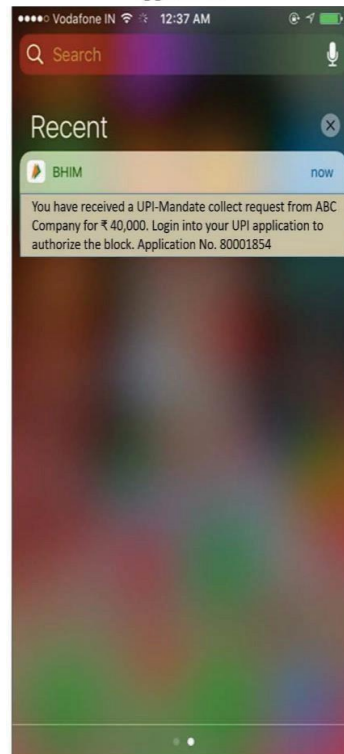 Vodafone IN 12:37 AM
Search
Recent
BHIM now
You have received a UPI-Mandate collect request from ABC
Company for ₹ 40,000. Login into your UPI application to
authorize the block. Application No. 80001854